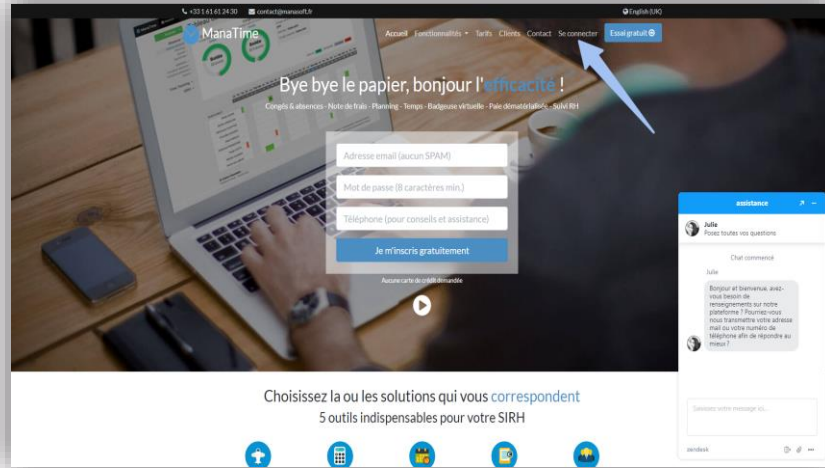 +33 1 61 61 24 30 contact@manasoft.fr English (UK)
ManaTime
Accueil Fonctionnalités Tarifs Clients Contact Se connecter Essai gratuit
Bye bye le papier, bonjour l'efficacité !
Congés & absences - Note de frais - Planning - Temps - Badgeuse virtuelle - Paie dématérialisée - Suivi RH
Adresse email (aucun SPAM)
Mot de passe (8 caractères min.)
Téléphone (pour conseils et assistance)
Je m'inscris gratuitement
Aucune carte de crédit demandée
assistance
Julie
Posez toutes vos questions
Chat commencé
Julie
Bonjour et bienvenue, avez-
vous besoin de
renseignements sur notre
plateforme ? Pourriez-vous
nous transmettre votre adresse
mail ou votre numéro de
téléphone afin de répondre au
mieux ?
Saisissez votre message ici...
zendesk
Choisissez la ou les solutions qui vous correspondent
5 outils indispensables pour votre SIRH